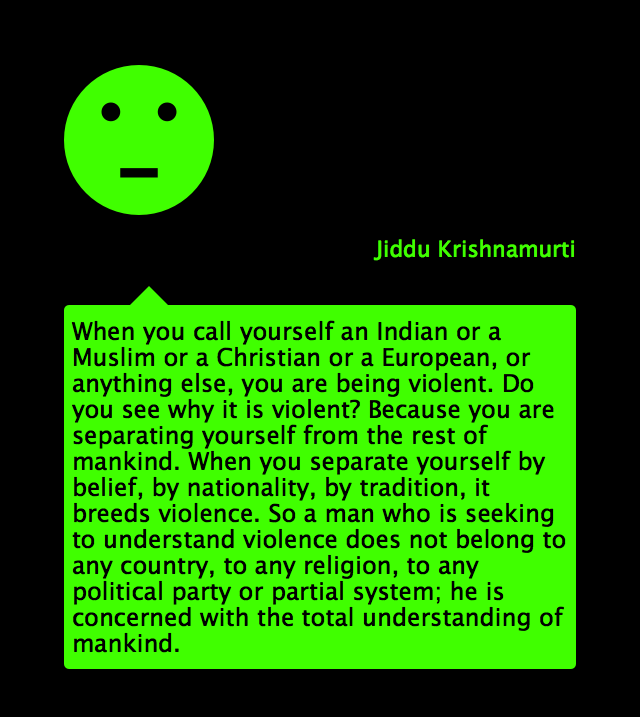 Jiddu Krishnamurti
When you call yourself an Indian or a
Muslim or a Christian or a European, or
anything else, you are being violent. Do
you see why it is violent? Because you are
separating yourself from the rest of
mankind. When you separate yourself by
belief, by nationality, by tradition, it
breeds violence. So a man who is seeking
to understand violence does not belong to
any country, to any religion, to any
political party or partial system; he is
concerned with the total understanding of
mankind.